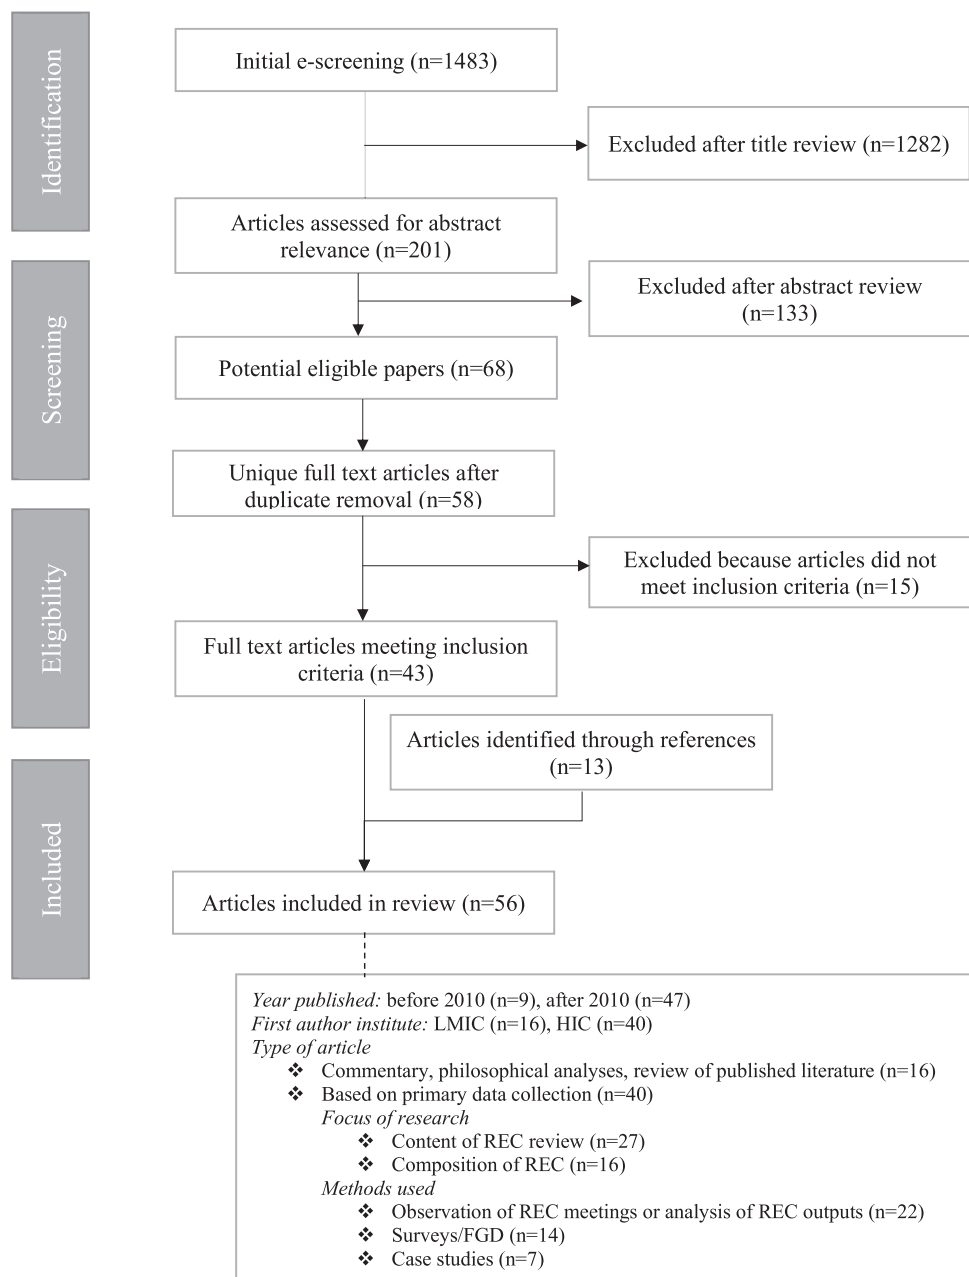 Identification
Initial e-screening (n=1483)
Excluded after title review (n=1282)
Articles assessed for abstract
relevance (n=201)
Screening
Excluded after abstract review
(n=133)
Potential eligible papers (n=68)
Unique full text articles after
duplicate removal (n=58)
Eligibility
Excluded because articles did not
meet inclusion criteria (n=15)
Full text articles meeting inclusion
criteria (n=43)
Articles identified through references
(n=13)
Included
Articles included in review (n=56)
Year published: before 2010 (n=9), after 2010 (n=47)
First author institute: LMIC (n=16), HIC (n=40)
Type of article
❖ Commentary, philosophical analyses, review of published literature (n=16)
❖ Based on primary data collection (n=40)
Focus of research
❖ Content of REC review (n=27)
❖ Composition of REC (n=16)
Methods used
❖ Observation of REC meetings or analysis of REC outputs (n=22)
❖ Surveys/FGD (n=14)
❖ Case studies (n=7)